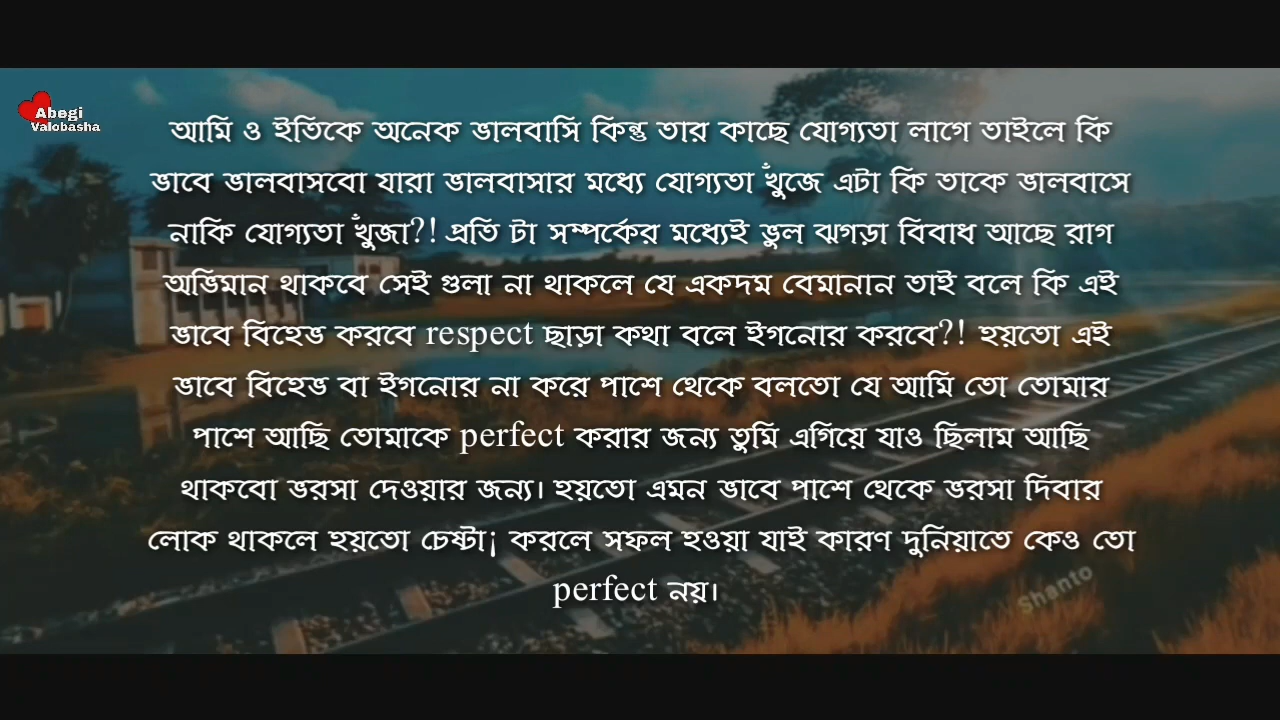 Abegi
Valobasha
আমি ও ইতিকে অনেক ভালবাসি কিন্তু তার কাছে যোগ্যতা লাগে তাইলে কি
ভাবে ভালবাসবো যারা ভালবাসার মধ্যে যোগ্যতা খুঁজে এটা কি তাকে ভালবাসে
নাকি যোগ্যতা খুঁজা?! প্রতি টা সম্পর্কের মধ্যেই ভুল ঝগড়া বিবাধ আছে রাগ
অভিমান থাকবে সেই গুলা না থাকলে যে একদম বেমানান তাই বলে কি এই
ভাবে বিহেভ করবে respect ছাড়া কথা বলে ইগনোর করবে?! হয়তো এই
ভাবে বিহেভ বা ইগনোর না করে পাশে থেকে বলতো যে আমি তো তোমার
পাশে আছি তোমাকে perfect করার জন্য তুমি এগিয়ে যাও ছিলাম আছি
থাকবো ভরসা দেওয়ার জন্য। হয়তো এমন ভাবে পাশে থেকে ভরসা দিবার
লোক থাকলে হয়তো চেষ্টা¡ করলে সফল হওয়া যাই কারণ দুনিয়াতে কেও তো
perfect নয়।
Shanto